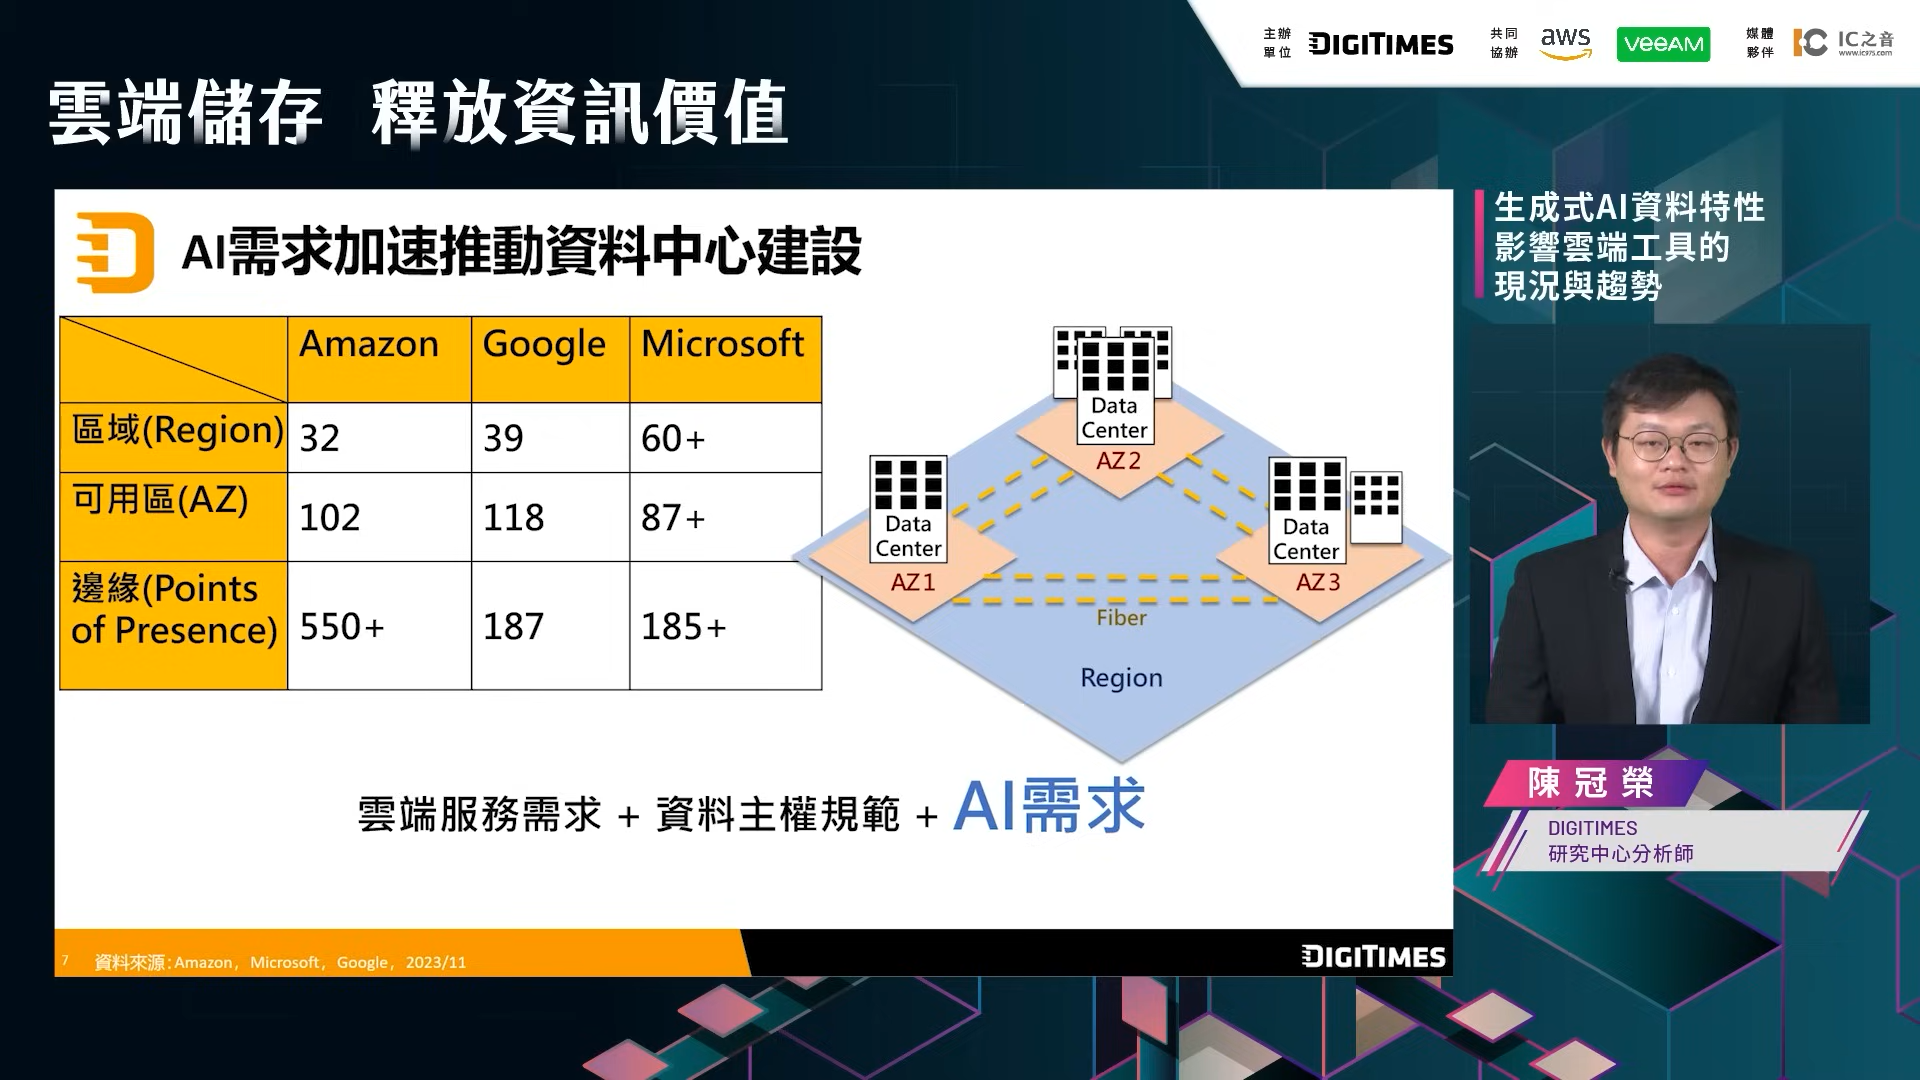 主辦單位 DIGITIMES 共同協辦 aws veeAM 媒體夥伴 IC之音
www.ic975.com
雲端儲存 釋放資訊價值
AI需求加速推動資料中心建設
Amazon Google Microsoft
區域(Region) 32 39 60+
可用區(AZ) 102 118 87+
邊緣(Points of Presence) 550+ 187 185+
Data
Center
AZ2
Data
Center
AZ1
Data
Center
AZ3
Fiber
Region
雲端服務需求 + 資料主權規範 + AI需求
7 資料來源: Amazon, Microsoft, Google, 2023/11
DIGITIMES
生成式AI資料特性
影響雲端工具的
現況與趨勢
陳冠榮
DIGITIMES
研究中心分析師